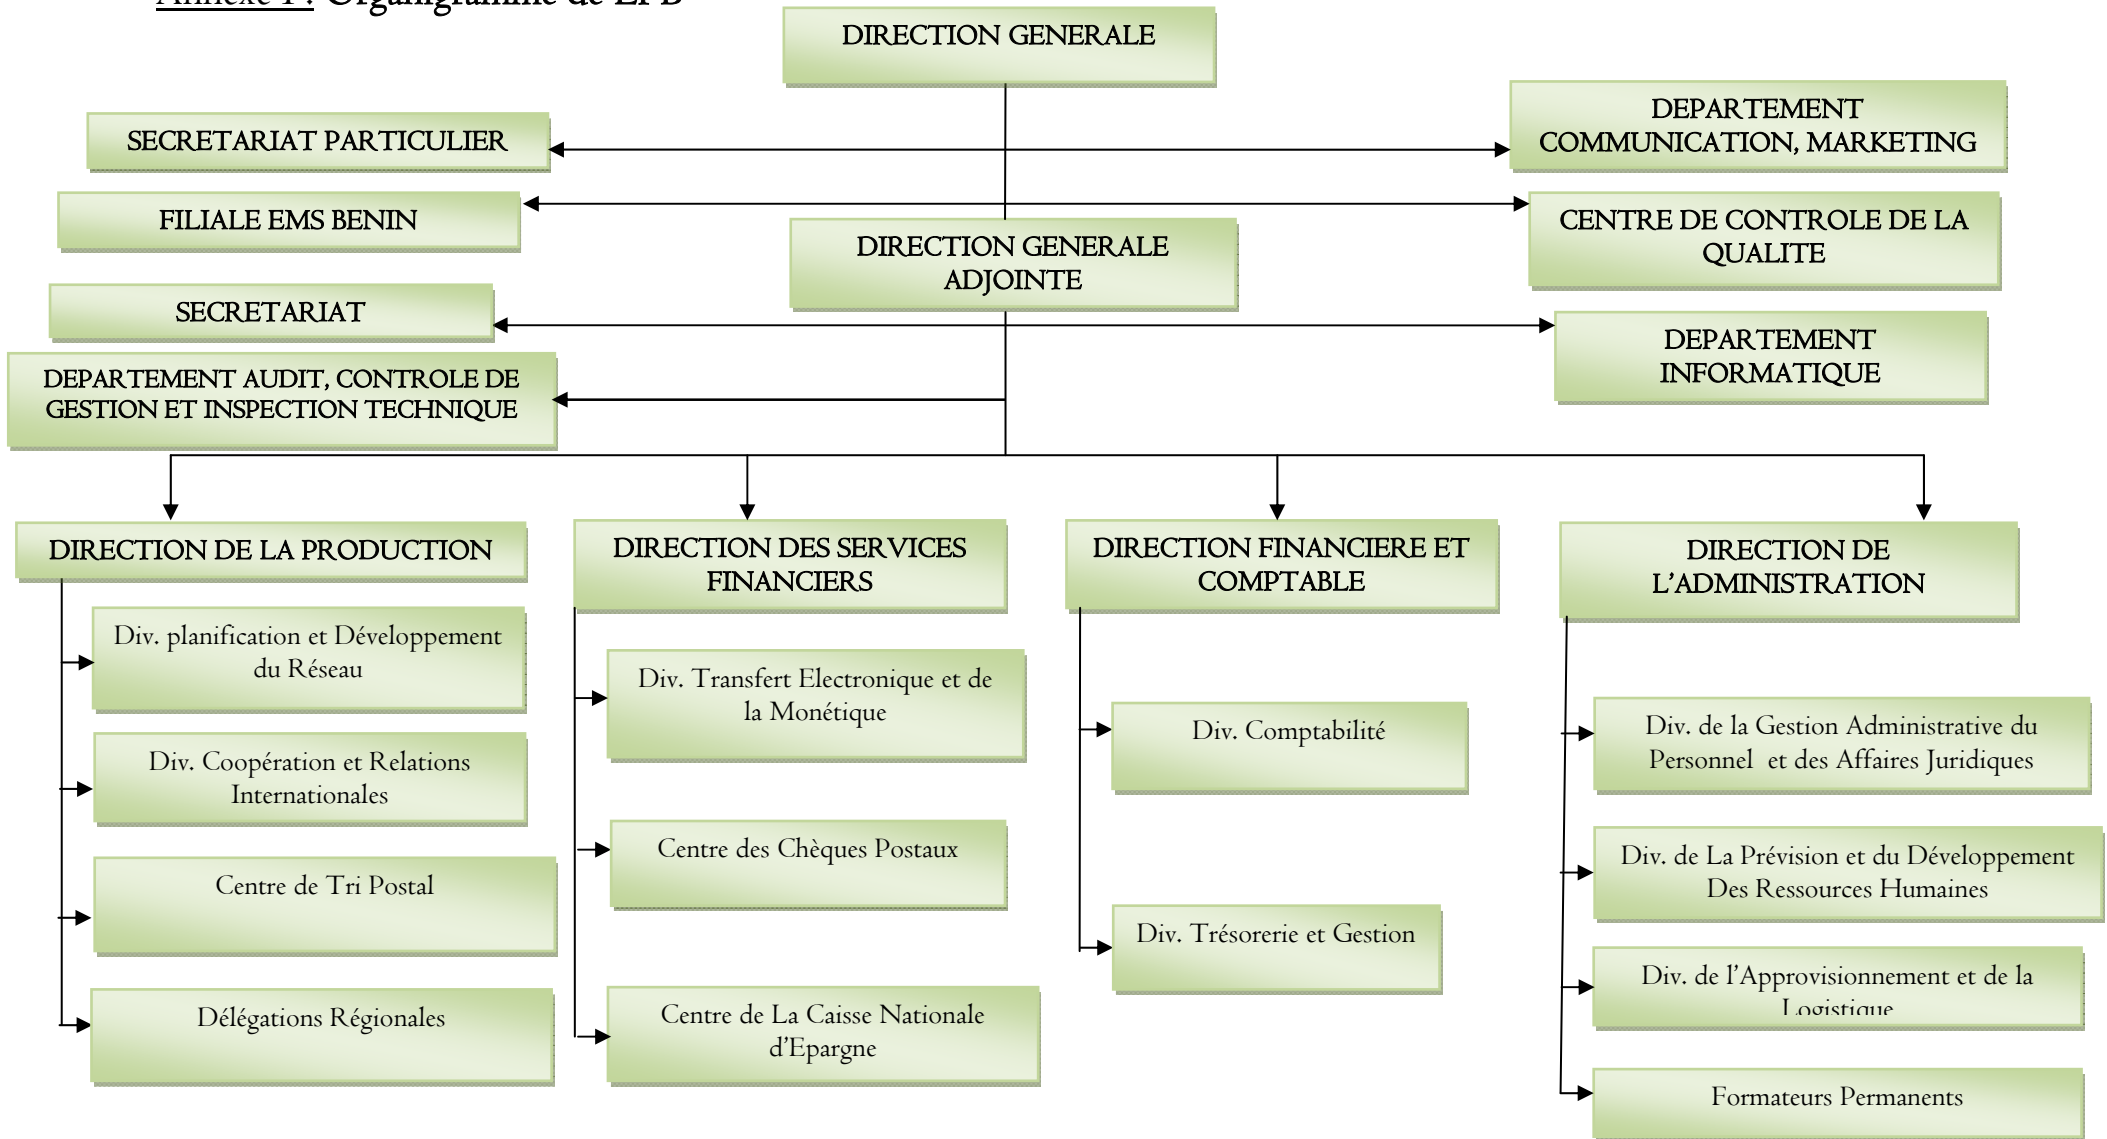 Organigramme de
DIRECTION GENERALE
SECRETARIAT PARTICULIER
DEPARTEMENT
COMMUNICATION, MARKETING
FILIALE EMS BENIN
CENTRE DE CONTROLE DE LA
QUALITE
DIRECTION GENERALE
ADJOINTE
SECRETARIAT
DEPARTEMENT
INFORMATIQUE
DEPARTEMENT AUDIT, CONTROLE DE
GESTION ET INSPECTION TECHNIQUE
DIRECTION DE LA PRODUCTION
Div. planification et Développement
du Réseau
Div. Coopération et Relations
Internationales
Centre de Tri Postal
Délégations Régionales
DIRECTION DES SERVICES
FINANCIERS
Div. Transfert Electronique et de
la Monétique
Centre des Chèques Postaux
Centre de La Caisse Nationale
d’Epargne
DIRECTION FINANCIERE ET
COMPTABLE
Div. Comptabilité
Div. Trésorerie et Gestion
DIRECTION DE
L’ADMINISTRATION
Div. de la Gestion Administrative du
Personnel et des Affaires Juridiques
Div. de La Prévision et du Développement
Des Ressources Humaines
Div. de l’Approvisionnement et de la
Logistique
Formateurs Permanents